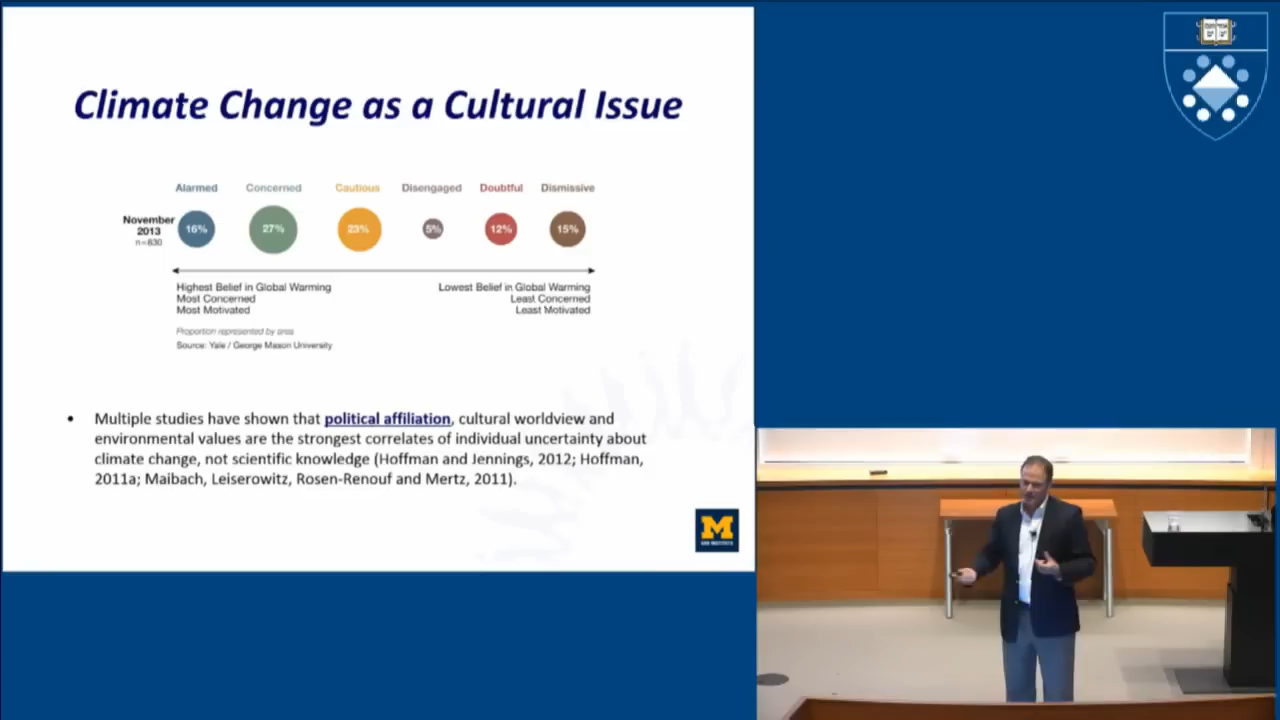 Climate Change as a Cultural Issue
Alarmed Concerned Cautious Disengaged Doubtful Dismissive
November
2013
n=830
16% 27% 23% 5% 12% 15%
Highest Belief in Global Warming
Most Concerned
Most Motivated
Lowest Belief in Global Warming
Least Concerned
Least Motivated
Proportion represented by area
Source: Yale / George Mason University
• Multiple studies have shown that political affiliation, cultural worldview and
environmental values are the strongest correlates of individual uncertainty about
climate change, not scientific knowledge (Hoffman and Jennings, 2012; Hoffman,
2011a; Maibach, Leiserowitz, Rosen-Renouf and Mertz, 2011).
M